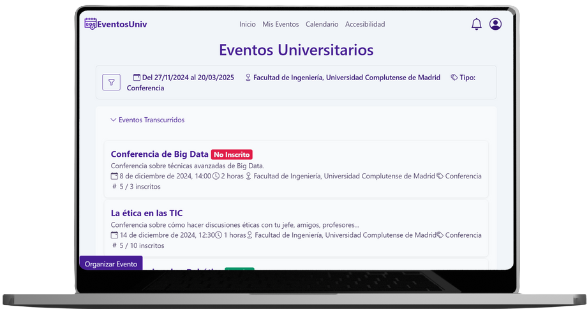 EventosUniv
Inicio Mis Eventos Calendario Accesibilidad
Eventos Universitarios
Del 27/11/2024 al 20/03/2025 Facultad de Ingeniería, Universidad Complutense de Madrid Tipo:
Conferencia
Eventos Transcurridos
Conferencia de Big Data No Inscrito
Conferencia sobre técnicas avanzadas de Big Data.
8 de diciembre de 2024, 14:00 2 horas Facultad de Ingeniería, Universidad Complutense de Madrid Conferencia
# 5 / 3 inscritos
La ética en las TIC
Conferencia sobre cómo hacer discusiones éticas con tu jefe, amigos, profesores...
14 de diciembre de 2024, 12:30 1 horas Facultad de Ingeniería, Universidad Complutense de Madrid Conferencia
# 5 / 10 inscritos
Organizar Evento